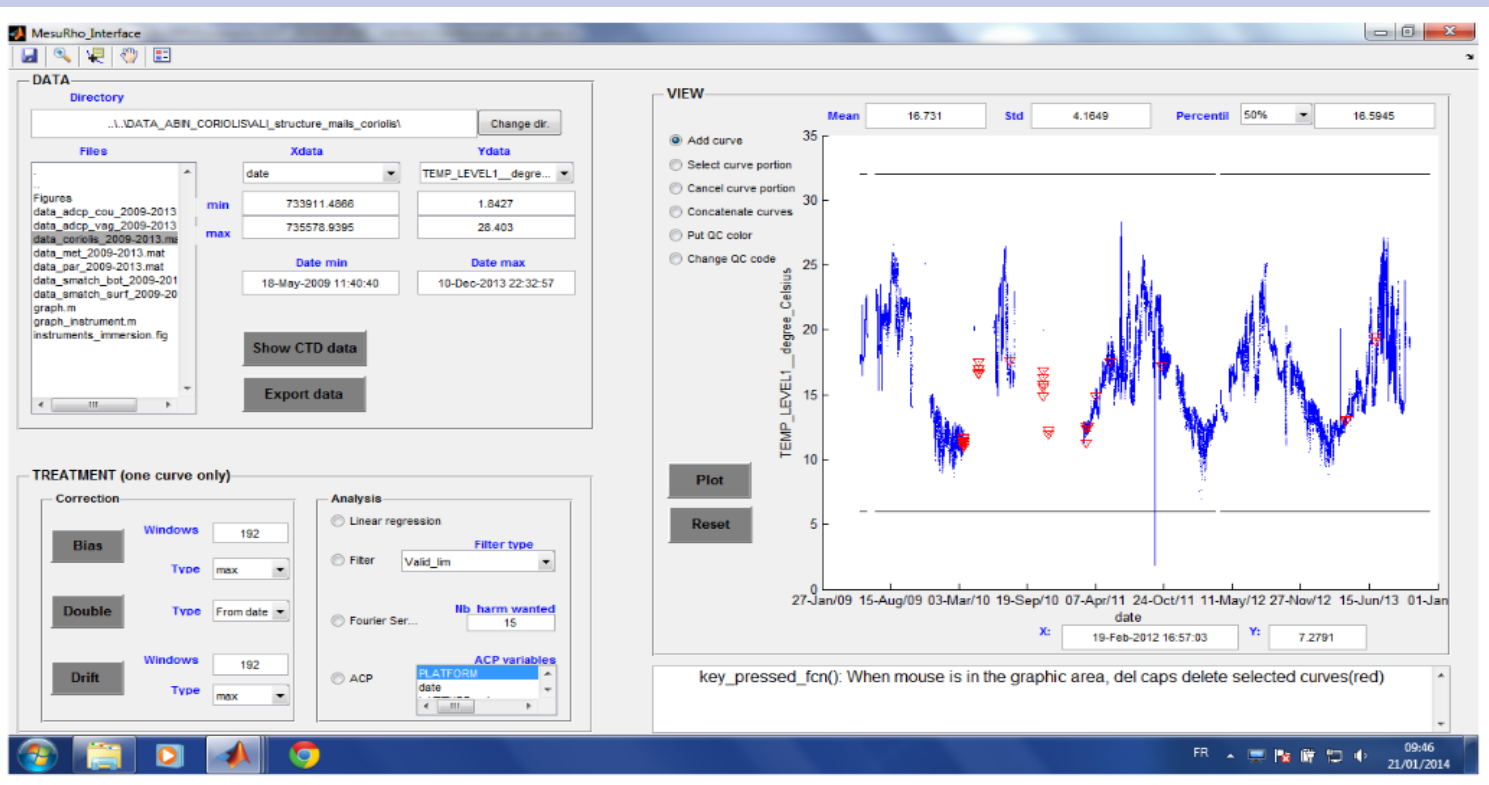 MesuRho_Interface
DATA
Directory
..\..\DATA_ABIN_CORIOLIS\ALI_structure_mails_coriolis\
Change dir.
Files
Xdata
Ydata
date
TEMP_LEVEL1__degre...
.
..
Figures
data_adcp_cou_2009-2013
data_adcp_vag_2009-2013
data_coriolis_2009-2013.ma
data_met_2009-2013.mat
data_par_2009-2013.mat
data_smatch_bot_2009-201
data_smatch_surf_2009-20
graph.m
graph_instrument.m
instruments_immersion.fig
min
733911.4866
1.8427
max
735578.9395
28.403
Date min
Date max
18-May-2009 11:40:40
10-Dec-2013 22:32:57
Show CTD data
Export data
TREATMENT (one curve only)
Correction
Bias
Windows
192
Type
max
Double
Type
From date
Drift
Windows
192
Type
max
Analysis
Linear regression
Filter
Filter type
Valid_lim
Fourier Ser...
Nb_harm wanted
15
ACP
ACP variables
PLATFORM
date
VIEW
Mean
16.731
Std
4.1649
Percentil
50%
16.5945
Add curve
Select curve portion
Cancel curve portion
Concatenate curves
Put QC color
Change QC code
Plot
Reset
TEMP_LEVEL1__degree_Celsius
35
30
25
20
15
10
5
0
27-Jan/09 15-Aug/09 03-Mar/10 19-Sep/10 07-Apr/11 24-Oct/11 11-May/12 27-Nov/12 15-Jun/13 01-Jan
date
X:
19-Feb-2012 16:57:03
Y:
7.2791
key_pressed_fcn(): When mouse is in the graphic area, del caps delete selected curves(red)
FR
09:46
21/01/2014